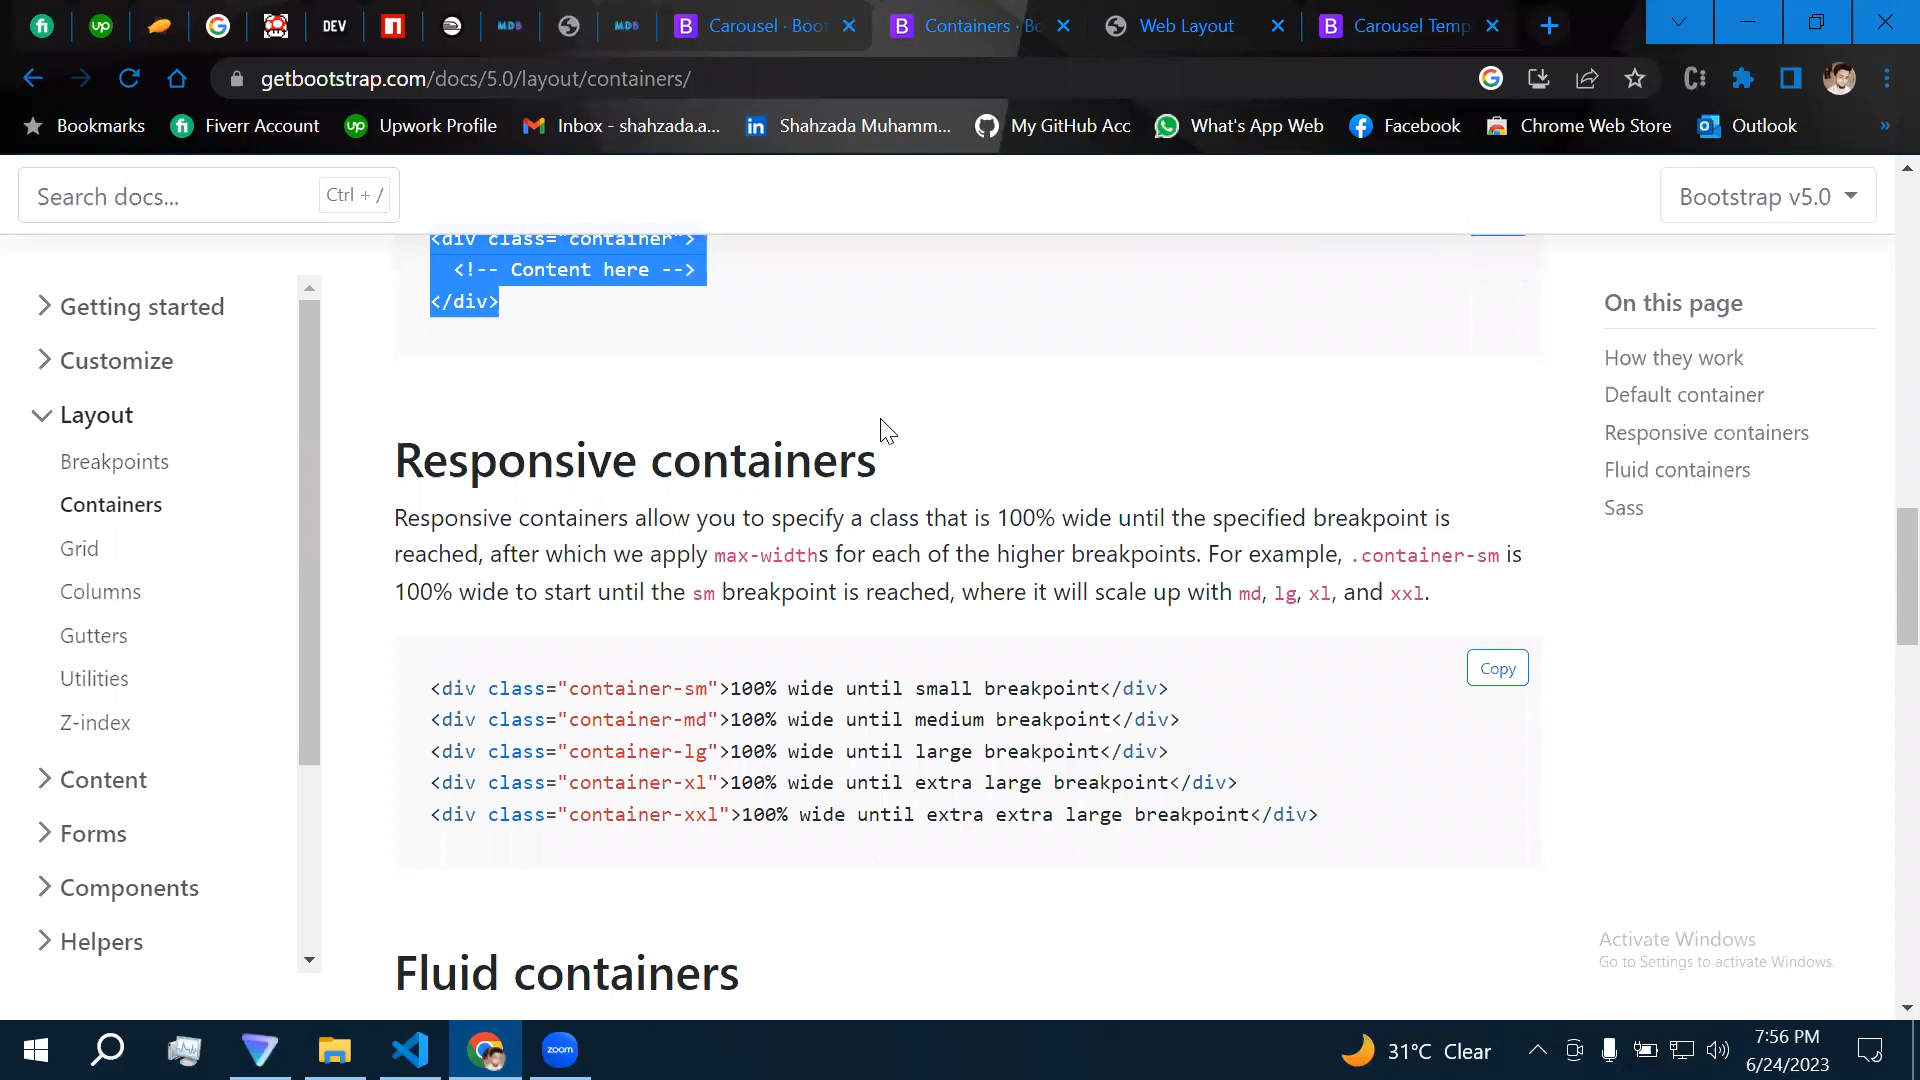 DEV
MDB
MDB
Carousel · Boot
Containers · Bo
Web Layout
Carousel Temp
getbootstrap.com/docs/5.0/layout/containers/
Bookmarks
Fiverr Account
Upwork Profile
Inbox - shahzada.a...
Shahzada Muhamm...
My GitHub Acc
What's App Web
Facebook
Chrome Web Store
Outlook
»
Search docs...
Ctrl + /
Bootstrap v5.0
<div class="container">
<!-- Content here -->
</div>
Getting started
Customize
Layout
Breakpoints
Containers
Grid
Columns
Gutters
Utilities
Z-index
Content
Forms
Components
Helpers
Responsive containers
Responsive containers allow you to specify a class that is 100% wide until the specified breakpoint is
reached, after which we apply max-widths for each of the higher breakpoints. For example, .container-sm is
100% wide to start until the sm breakpoint is reached, where it will scale up with md, lg, xl, and xxl.
Copy
<div class="container-sm">100% wide until small breakpoint</div>
<div class="container-md">100% wide until medium breakpoint</div>
<div class="container-lg">100% wide until large breakpoint</div>
<div class="container-xl">100% wide until extra large breakpoint</div>
<div class="container-xxl">100% wide until extra extra large breakpoint</div>
Fluid containers
On this page
How they work
Default container
Responsive containers
Fluid containers
Sass
Activate Windows
Go to Settings to activate Windows.
zoom
31°C Clear
7:56 PM
6/24/2023